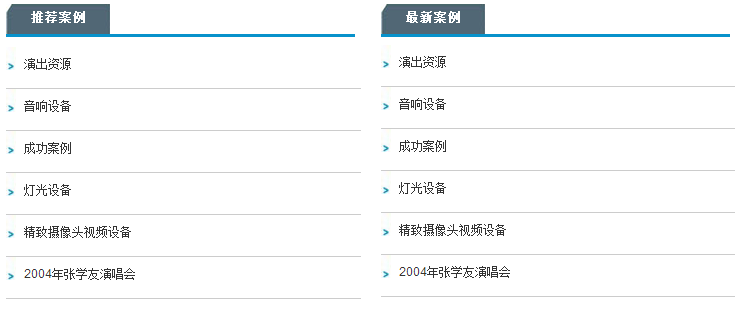 推荐案例
演出资源
音响设备
成功案例
灯光设备
精致摄像头视频设备
2004年张学友演唱会
最新案例
演出资源
音响设备
成功案例
灯光设备
精致摄像头视频设备
2004年张学友演唱会